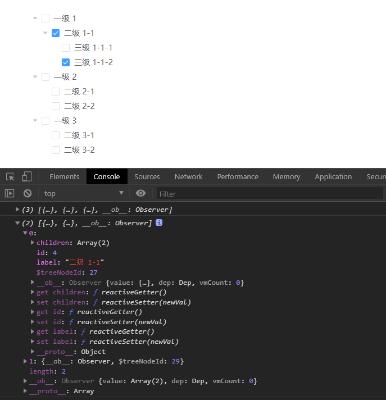 一级 1
二级 1-1
三级 1-1-1
三级 1-1-2
一级 2
二级 2-1
二级 2-2
一级 3
二级 3-1
二级 3-2
Elements Console Sources Network Performance Memory Application Securi
top Filter
(3) [{…}, {…}, {…}, __ob__: Observer]
(2) [{…}, {…}, __ob__: Observer]
0:
children: Array(2)
id: 4
label: "二级 1-1"
$treeNodeId: 27
__ob__: Observer {value: {…}, dep: Dep, vmCount: 0}
get children: ƒ reactiveGetter()
set children: ƒ reactiveSetter(newVal)
get id: ƒ reactiveGetter()
set id: ƒ reactiveSetter(newVal)
get label: ƒ reactiveGetter()
set label: ƒ reactiveSetter(newVal)
__proto__: Object
1: {__ob__: Observer, $treeNodeId: 29}
length: 2
__ob__: Observer {value: Array(2), dep: Dep, vmCount: 0}
__proto__: Array